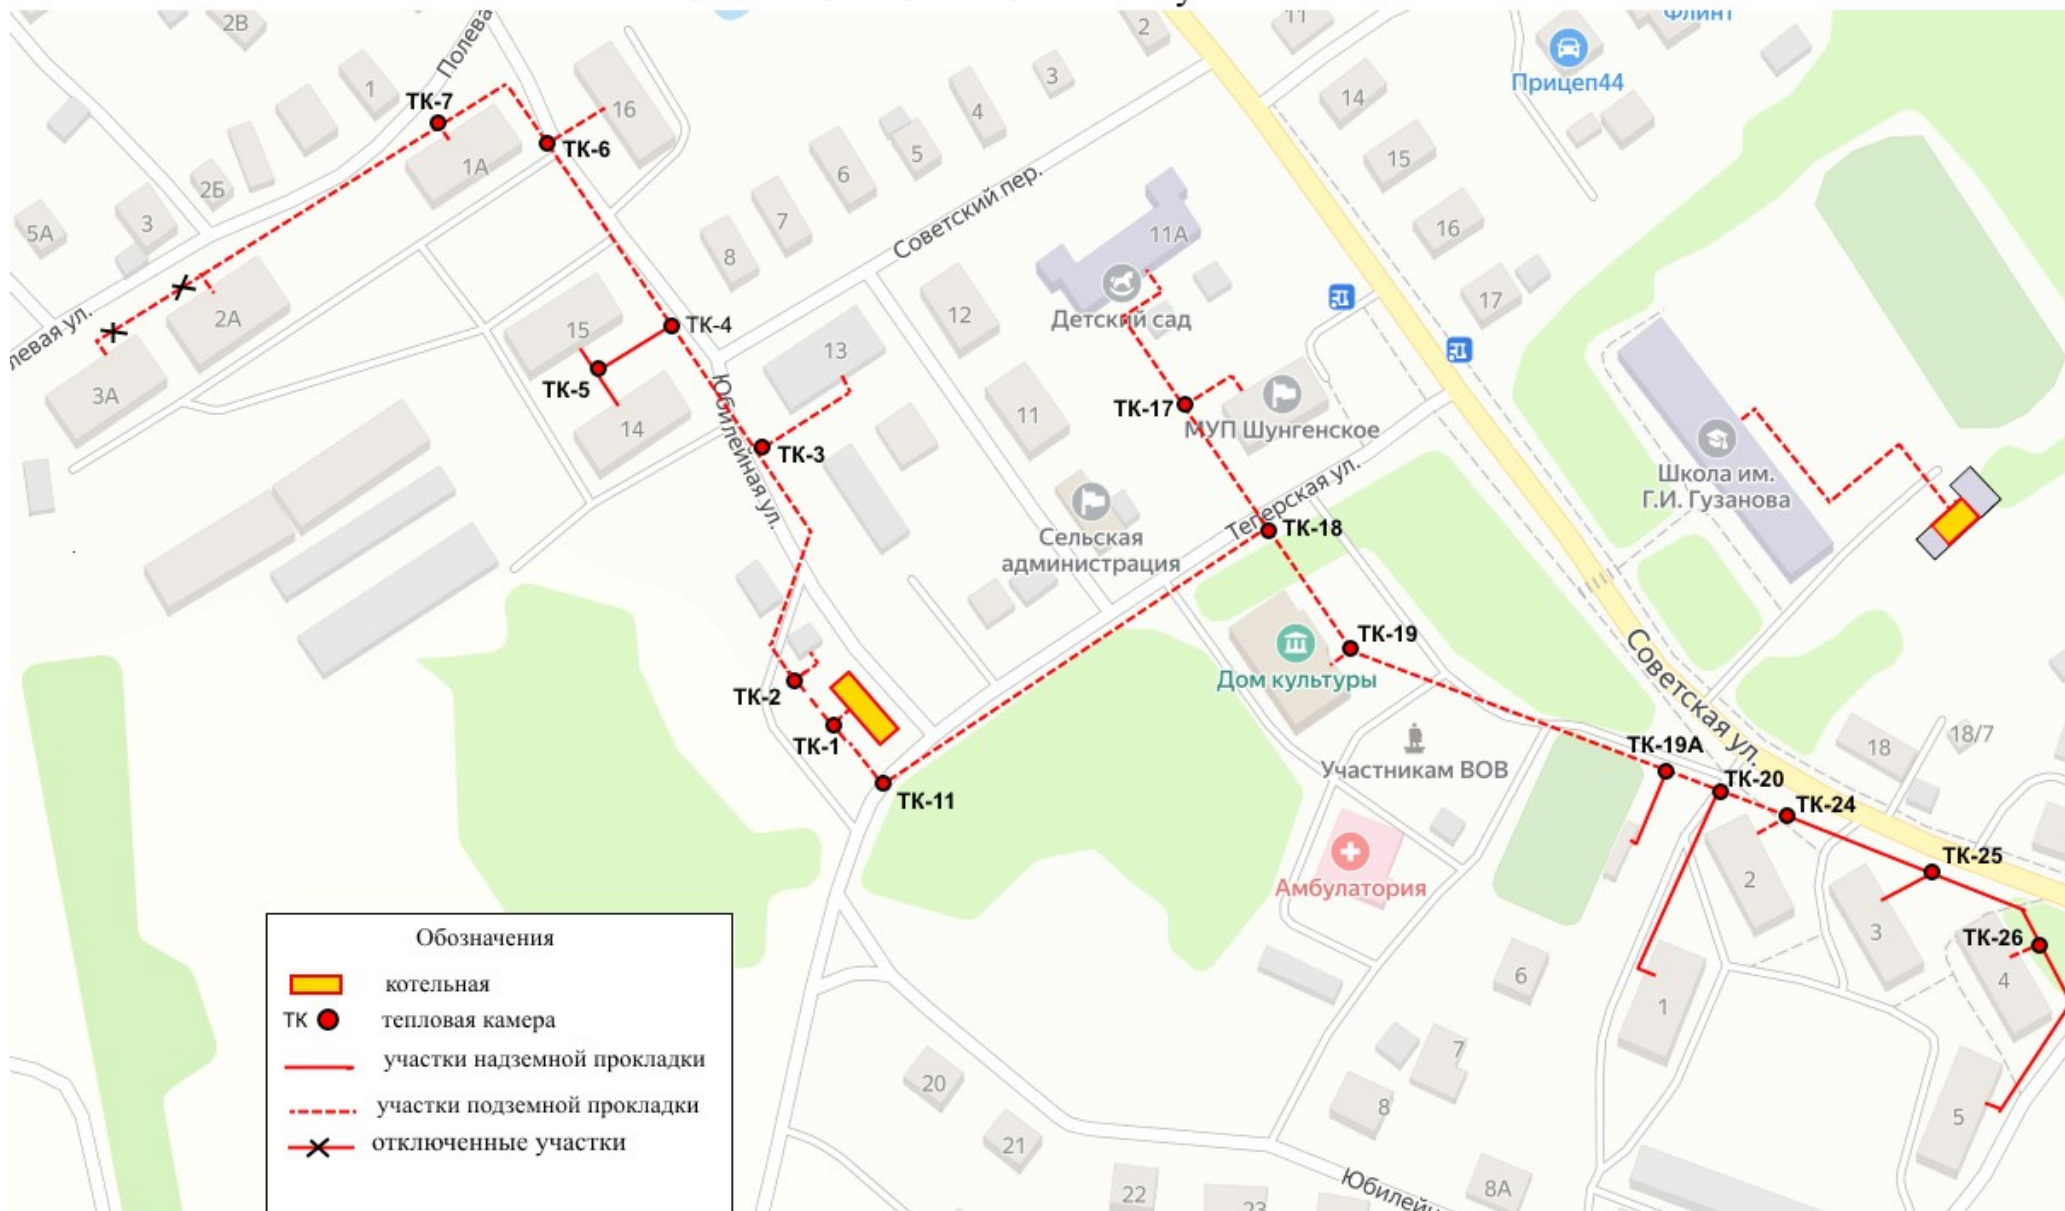 2В
Полева
2
11
Флинт
Прицеп44
1
ТК-7
16
ТК-6
1А
3
4
5
6
7
8
14
15
16
17
2Б
3
5А
Советский пер.
11А
Детский сад
левая ул.
2А
3А
15
ТК-4
ТК-5
14
13
12
11
Юбилейная ул.
ТК-3
ТК-17
МУП Шунгенское
Теперская ул.
ТК-18
Сельская
администрация
Школа им.
Г.И. Гузанова
ТК-19
Дом культуры
Советская ул.
ТК-2
ТК-1
ТК-11
Участникам ВОВ
ТК-19А
ТК-20
ТК-24
18
18/7
ТК-25
Амбулатория
2
3
ТК-26
4
1
5
6
7
8
8А
20
21
22
23
Юбилейн
Обозначения
котельная
ТК тепловая камера
участки надземной прокладки
участки подземной прокладки
отключенные участки